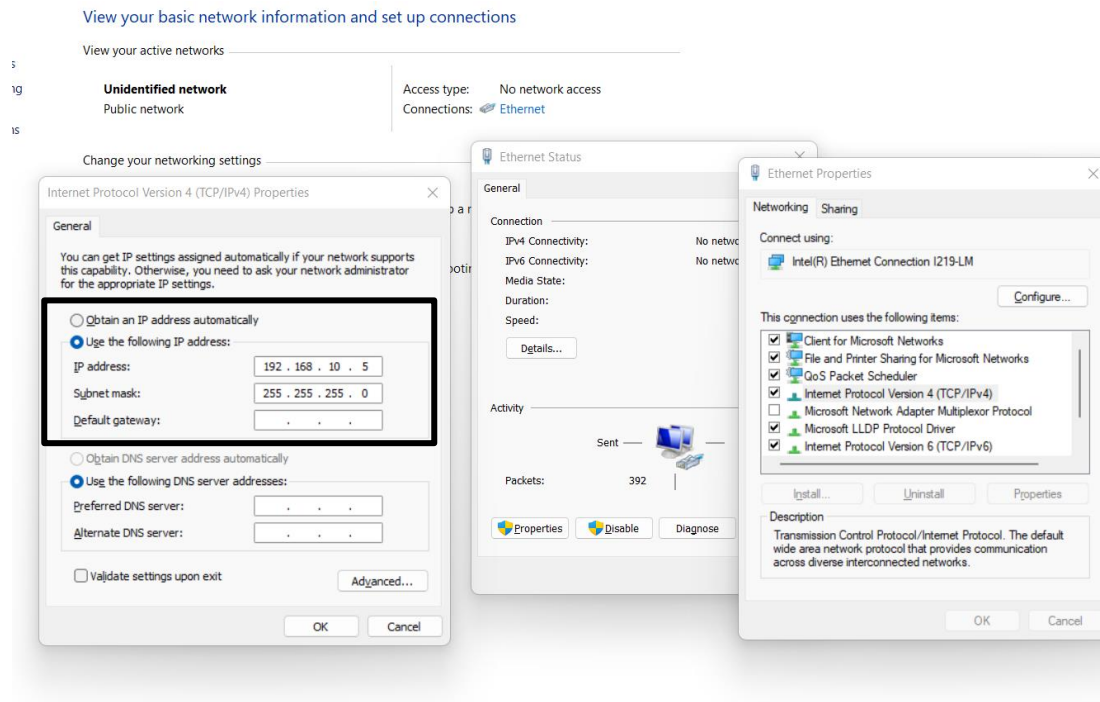 View your basic network information and set up connections
View your active networks
s
ng
Unidentified network
Public network
Access type: No network access
Connections: Ethernet
ns
Change your networking settings
Internet Protocol Version 4 (TCP/IPv4) Properties
General
You can get IP settings assigned automatically if your network supports
this capability. Otherwise, you need to ask your network administrator
for the appropriate IP settings.
Obtain an IP address automatically
Use the following IP address:
IP address: 192 . 168 . 10 . 5
Subnet mask: 255 . 255 . 255 . 0
Default gateway: . . .
Obtain DNS server address automatically
Use the following DNS server addresses:
Preferred DNS server: . . .
Alternate DNS server: . . .
Validate settings upon exit
Advanced...
OK Cancel
Ethernet Status
General
Connection
IPv4 Connectivity: No netwo
IPv6 Connectivity: No netwo
Media State:
Duration:
Speed:
Details...
Activity
Sent
Packets: 392
Properties Disable Diagnose
Ethernet Properties
Networking Sharing
Connect using:
Intel(R) Ethernet Connection I219-LM
Configure...
This connection uses the following items:
Client for Microsoft Networks
File and Printer Sharing for Microsoft Networks
QoS Packet Scheduler
Internet Protocol Version 4 (TCP/IPv4)
Microsoft Network Adapter Multiplexor Protocol
Microsoft LLDP Protocol Driver
Internet Protocol Version 6 (TCP/IPv6)
Install... Uninstall Properties
Description
Transmission Control Protocol/Internet Protocol. The default
wide area network protocol that provides communication
across diverse interconnected networks.
OK Cancel